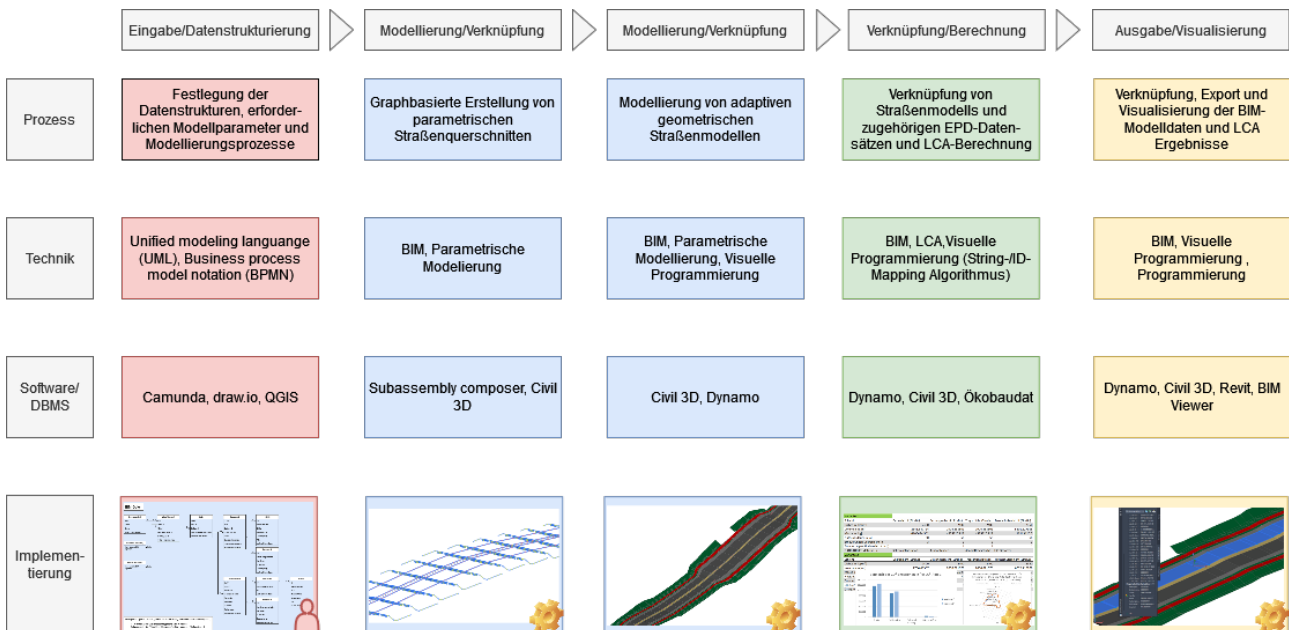 Eingabe/Datenstrukturierung
Modellierung/Verknüpfung
Modellierung/Verknüpfung
Verknüpfung/Berechnung
Ausgabe/Visualisierung
Prozess
Festlegung der
Datenstrukturen, erforder-
lichen Modellparameter und
Modellierungsprozesse
Graphbasierte Erstellung von
parametrischen
Straßenquerschnitten
Modellierung von adaptiven
geometrischen
Straßenmodellen
Verknüpfung von
Straßenmodells und
zugehörigen EPD-Daten-
sätzen und LCA-Berechnung
Verknüpfung, Export und
Visualisierung der BIM-
Modelldaten und LCA
Ergebnisse
Technik
Unified modeling languange
(UML), Business process
model notation (BPMN)
BIM, Parametrische
Modelierung
BIM, Parametrische
Modellierung, Visuelle
Programmierung
BIM, LCA,Visuelle
Programmierung (String-/ID-
Mapping Algorithmus)
BIM, Visuelle
Programmierung ,
Programmierung
Software/
DBMS
Camunda, draw.io, QGIS
Subassembly composer, Civil
3D
Civil 3D, Dynamo
Dynamo, Civil 3D, Ökobaudat
Dynamo, Civil 3D, Revit, BIM
Viewer
Implemen-
tierung